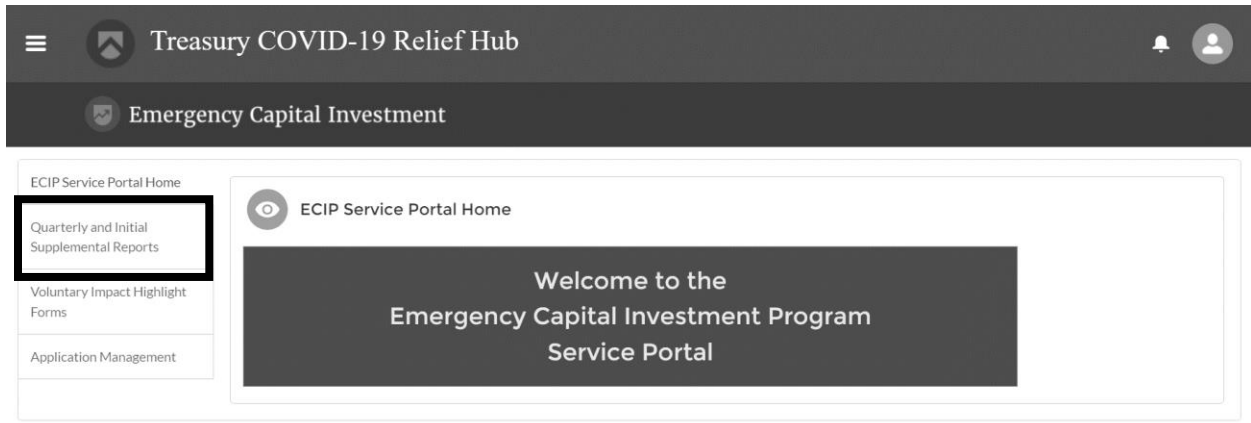 Treasury COVID-19 Relief Hub
Emergency Capital Investment
ECIP Service Portal Home
Quarterly and Initial
Supplemental Reports
Voluntary Impact Highlight
Forms
Application Management
ECIP Service Portal Home
Welcome to the
Emergency Capital Investment Program
Service Portal